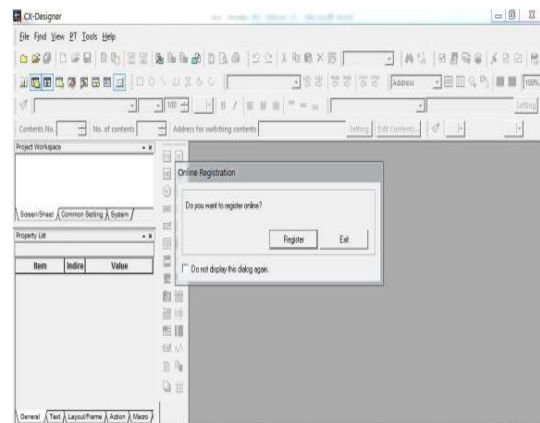 CX-Designer
File Find View PT Tools Help
Address
100%
100 B /
Setting
Contents No. No. of contents Address for switching contents Setting Edit Contents...
Project Workspace
Online Registration
Do you want to register online?
Register Exit
Do not display this dialog again.
Screen/Sheet Common Setting System
Property List
Item Indire Value
General Text Layout/Frame Action Macro